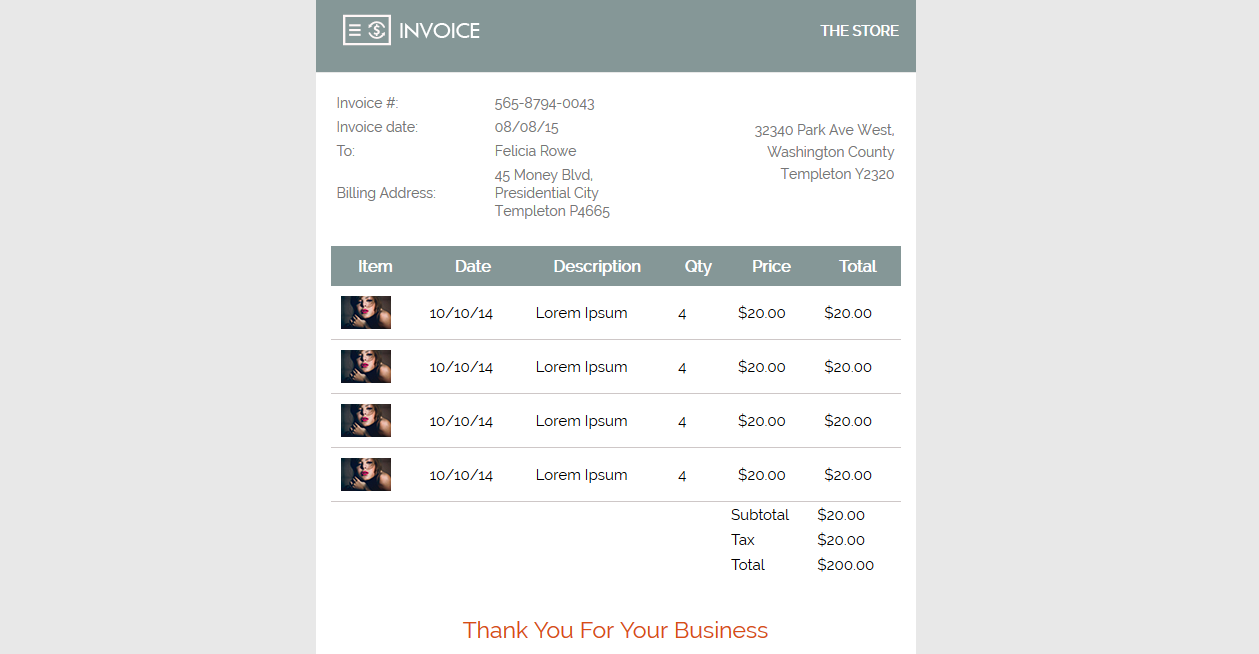 INVOICE
THE STORE
Invoice #: 565-8794-0043
Invoice date: 08/08/15
To: Felicia Rowe
Billing Address: 45 Money Blvd,
Presidential City
Templeton P4665
32340 Park Ave West,
Washington County
Templeton Y2320
Item Date Description Qty Price Total
10/10/14 Lorem Ipsum 4 $20.00 $20.00
10/10/14 Lorem Ipsum 4 $20.00 $20.00
10/10/14 Lorem Ipsum 4 $20.00 $20.00
10/10/14 Lorem Ipsum 4 $20.00 $20.00
Subtotal $20.00
Tax $20.00
Total $200.00
Thank You For Your Business